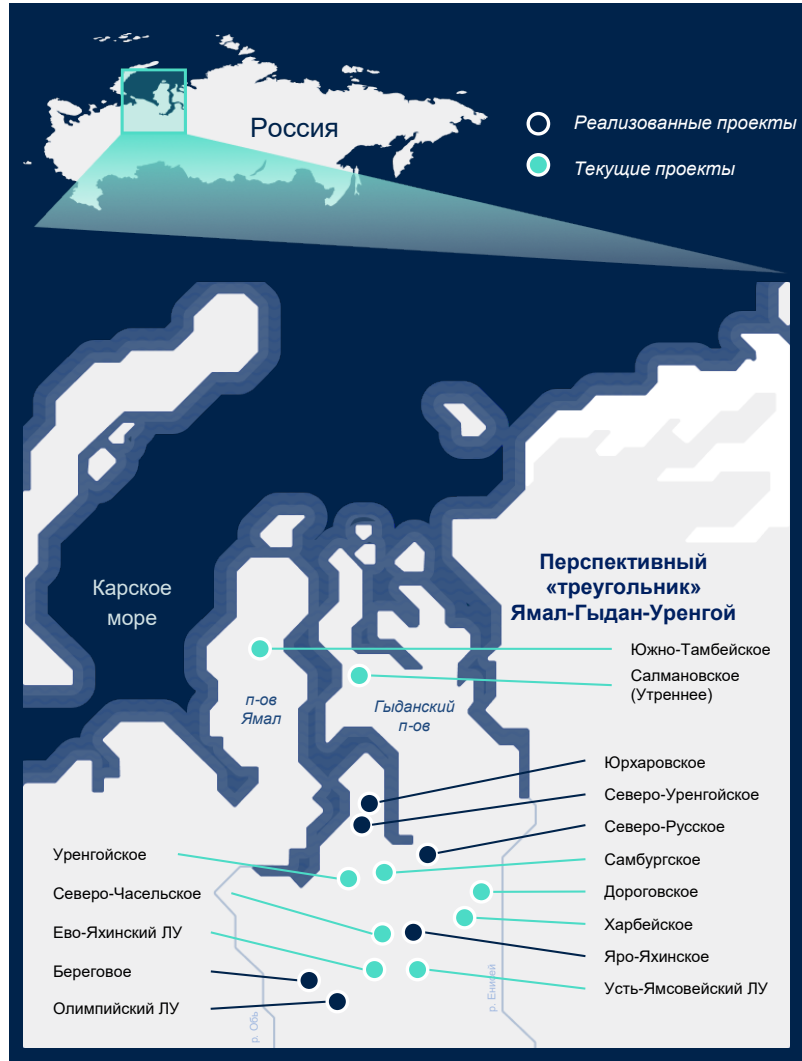 Россия
Реализованные проекты
Текущие проекты
Карское
море
Перспективный
«треугольник»
Ямал-Гыдан-Уренгой
Южно-Тамбейское
Салмановское
(Утреннее)
п-ов
Ямал
Гыданский
п-ов
Юрхаровское
Северо-Уренгойское
Северо-Русское
Уренгойское
Самбургское
Северо-Часельское
Дороговское
Ево-Яхинский ЛУ
Харбейское
Береговое
Яро-Яхинское
Олимпийский ЛУ
Усть-Ямсовейский ЛУ
р. Обь
р. Енисей